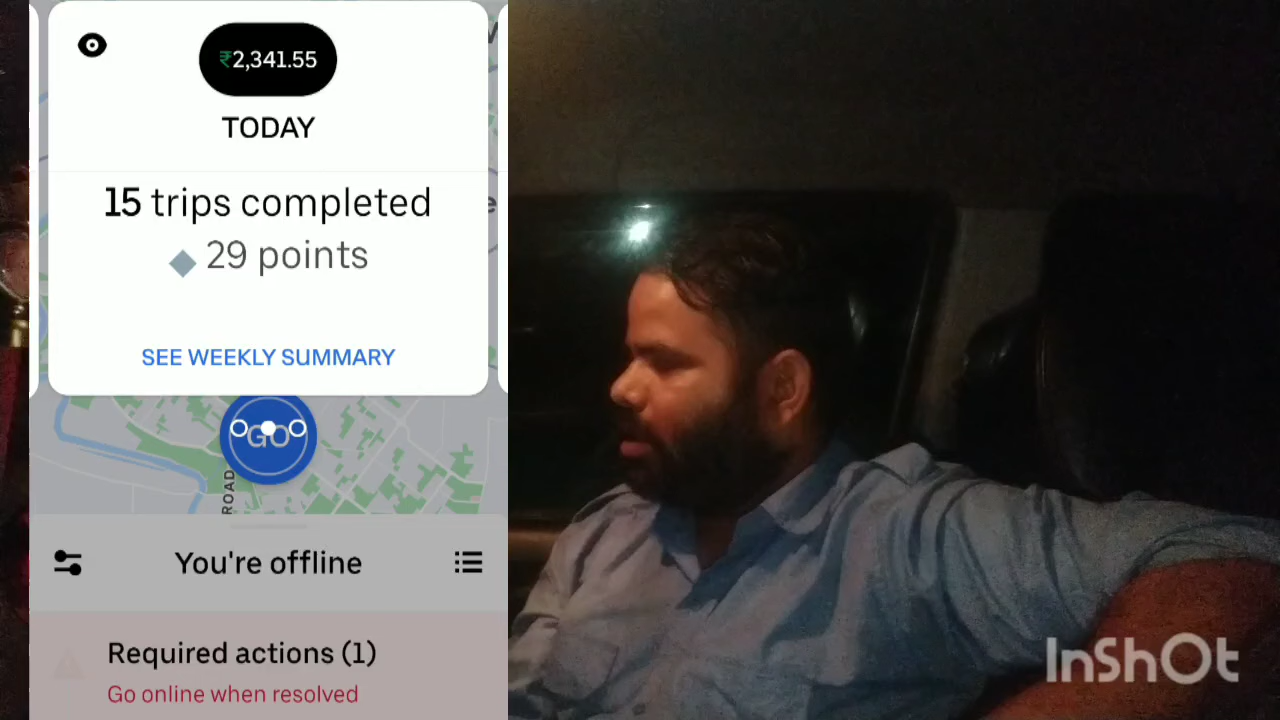 ₹2,341.55
TODAY
15 trips completed
29 points
SEE WEEKLY SUMMARY
GO
ROAD
You're offline
Required actions (1)
Go online when resolved
InShOt